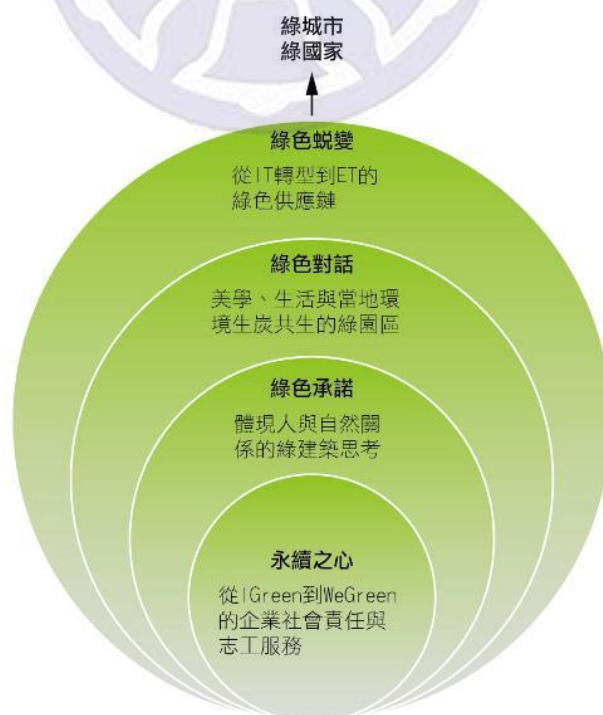 綠城市
綠國家
綠色蛻變
從IT轉型到ET的
綠色供應鏈
綠色對話
美學、生活與當地環
境生炭共生的綠園區
綠色承諾
體現人與自然關
係的綠建築思考
永續之心
從IGreen到WeGreen
的企業社會責任與
志工服務